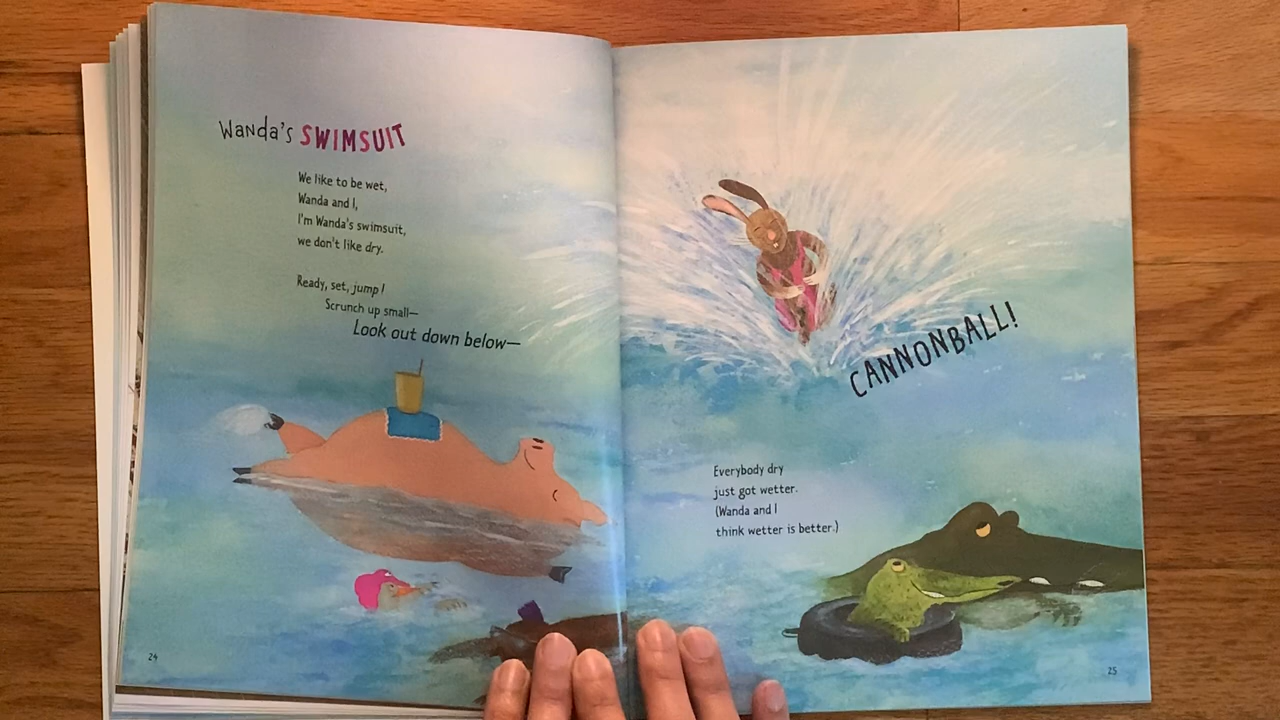 Wanda's SWIMSUIT
We like to be wet,
Wanda and I,
I'm Wanda's swimsuit,
we don't like dry.
Ready, set, jump!
Scrunch up small—
Look out down below—
24
CANNONBALL!
Everybody dry
just got wetter.
(Wanda and I
think wetter is better.)
25